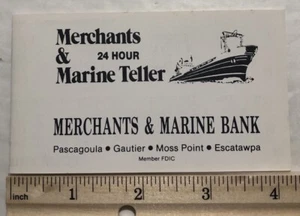 Merchants
& 24 HOUR
Marine Teller
MERCHANTS & MARINE BANK
Pascagoula • Gautier • Moss Point • Escatawpa
Member FDIC
inch 1 2 3 4